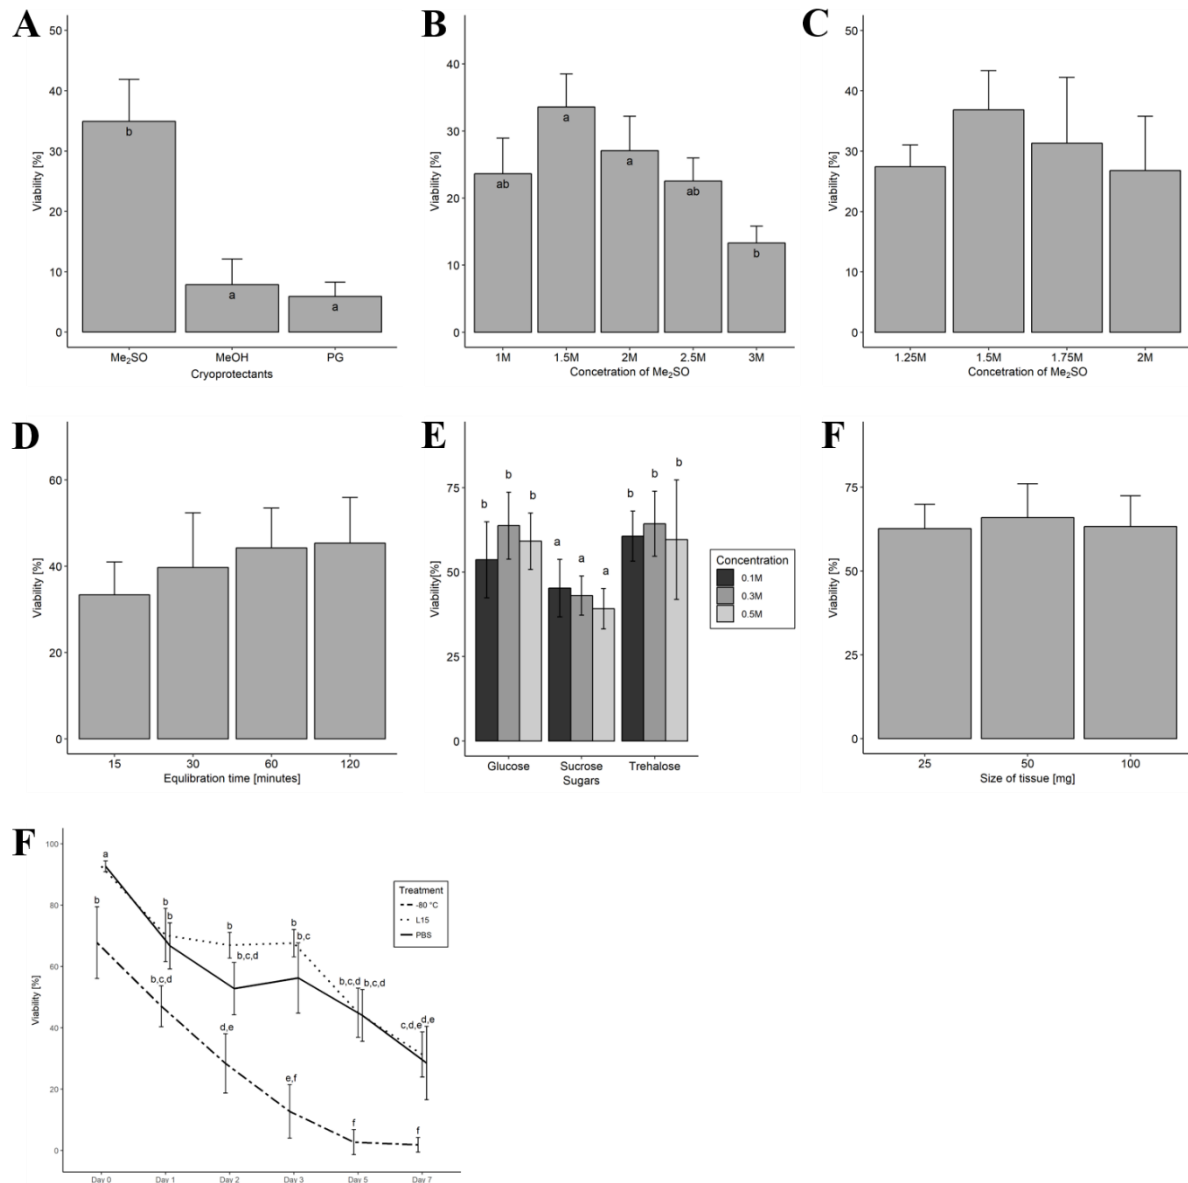 A
50
40
30
20
10
0
Viability [%]
b
a
a
Me2SO MeOH PG
Cryoprotectants
B
40
30
20
10
0
Viability [%]
ab
a
a
ab
b
1M 1.5M 2M 2.5M 3M
Concetration of Me2SO
C
50
40
30
20
10
0
Viability [%]
1.25M 1.5M 1.75M 2M
Concetration of Me2SO
D
60
40
20
0
Viability [%]
15 30 60 120
Equlibration time [minutes]
E
75
50
25
0
Viability[%]
b b b
a a a
b b b
Glucose Sucrose Trehalose
Sugars
Concentration
0.1M
0.3M
0.5M
F
75
50
25
0
Viability [%]
25 50 100
Size of tissue [mg]
F
100
80
60
40
20
0
Viability [%]
a
b
b
b
b,c,d
b
b,c,d
d,e
b
b,c
e,f
b,c,d
b,c,d
f
c,d,e
d,e
f
Day 0 Day 1 Day 2 Day 3 Day 5 Day 7
Treatment
-80 °C
L15
PBS